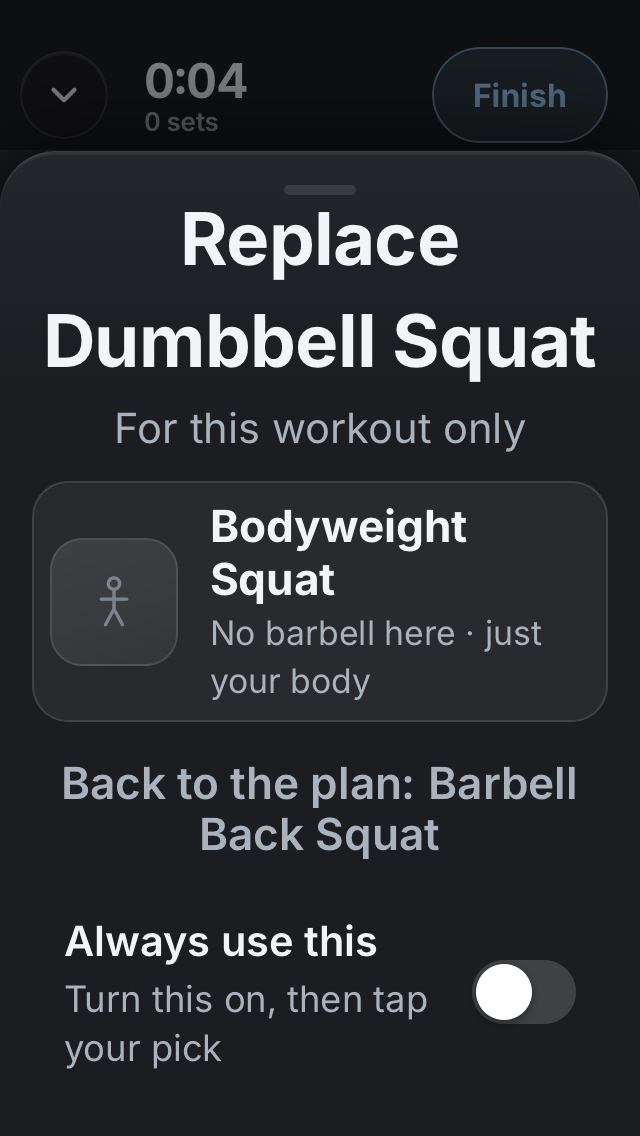 0:04
0 sets
Finish
Replace
Dumbbell Squat
For this workout only
Bodyweight
Squat
No barbell here · just
your body
Back to the plan: Barbell
Back Squat
Always use this
Turn this on, then tap
your pick